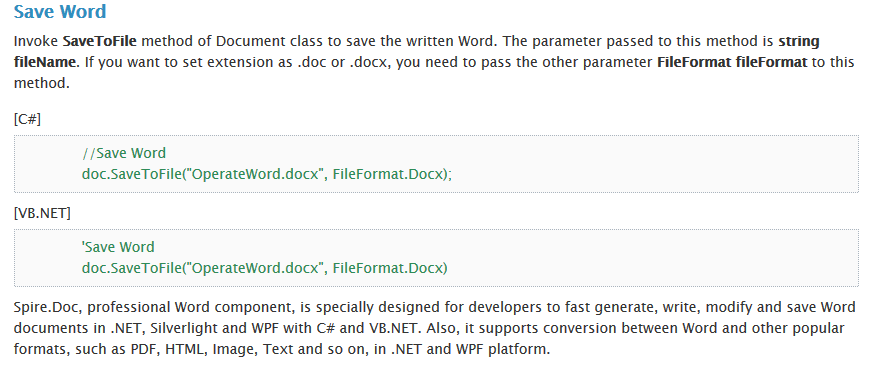 Save Word
Invoke SaveToFile method of Document class to save the written Word. The parameter passed to this method is string
fileName. If you want to set extension as .doc or .docx, you need to pass the other parameter FileFormat fileFormat to this
method.
[C#]
//Save Word
doc.SaveToFile("OperateWord.docx", FileFormat.Docx);
[VB.NET]
'Save Word
doc.SaveToFile("OperateWord.docx", FileFormat.Docx)
Spire.Doc, professional Word component, is specially designed for developers to fast generate, write, modify and save Word
documents in .NET, Silverlight and WPF with C# and VB.NET. Also, it supports conversion between Word and other popular
formats, such as PDF, HTML, Image, Text and so on, in .NET and WPF platform.